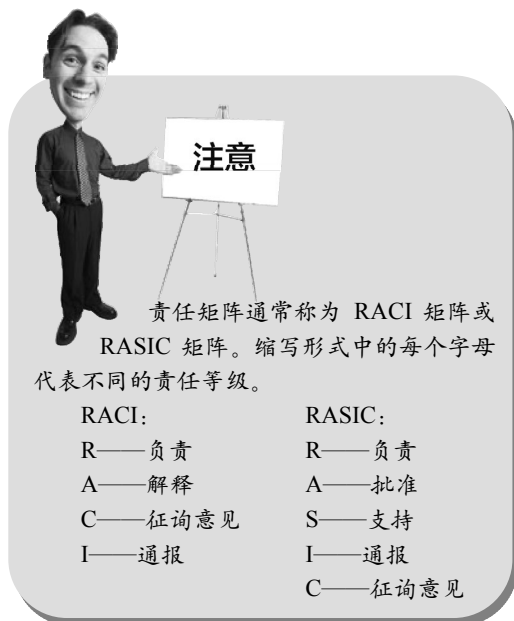 注意
责任矩阵通常称为 RACI 矩阵或
RASIC 矩阵。缩写形式中的每个字母
代表不同的责任等级。
RACI：
R——负责
A——解释
C——征询意见
I——通报
RASIC：
R——负责
A——批准
S——支持
I——通报
C——征询意见